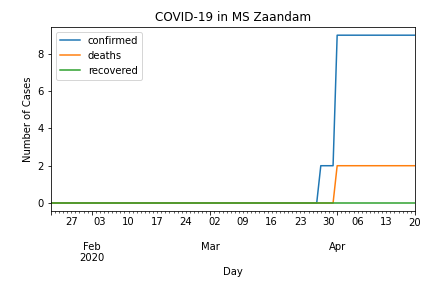 COVID-19 in MS Zaandam
confirmed
deaths
recovered
Number of Cases
8
6
4
2
0
27 03 10 17 24 02 09 16 23 30 06 13 20
Feb Mar Apr
2020
Day